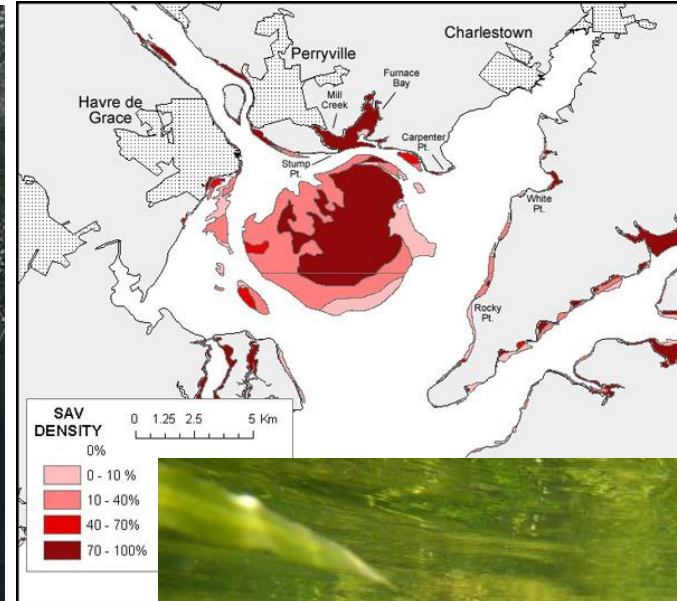 Charlestown
Perryville
Furnace
Bay
Mill
Creek
Havre de
Grace
Carpenter
Pt.
Stump
Pt.
White
Pt.
Rocky
Pt.
SAV
DENSITY
0 1.25 2.5 5 Km
0%
0 - 10 %
10 - 40%
40 - 70%
70 - 100%